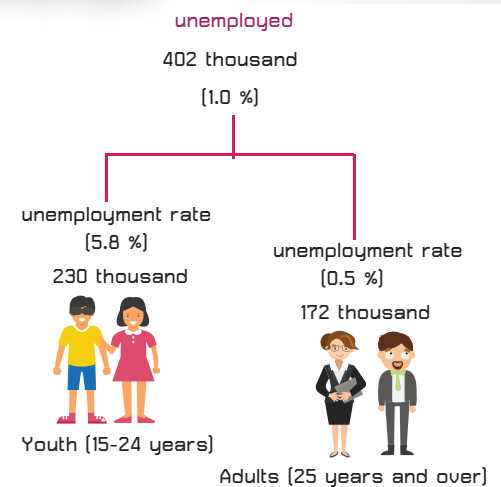 unemployed
402 thousand
(1.0 %)
unemployment rate
(5.8 %)
230 thousand
Youth (15-24 years)
unemployment rate
(0.5 %)
172 thousand
Adults (25 years and over)